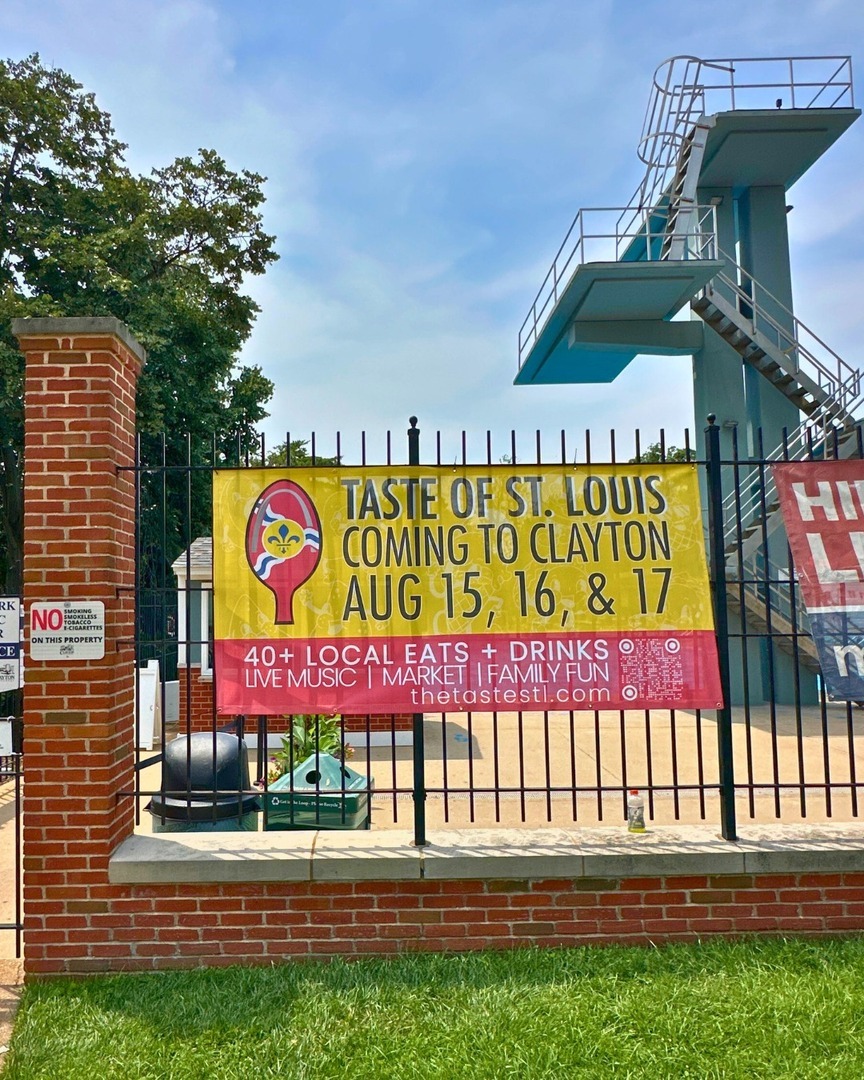 TASTE OF ST. LOUIS
COMING TO CLAYTON
AUG 15, 16, & 17
40+ LOCAL EATS + DRINKS
LIVE MUSIC | MARKET | FAMILY FUN
thetastestl.com
NO SMOKING
SMOKELESS
TOBACCO
E-CIGARETTES
ON THIS PROPERTY